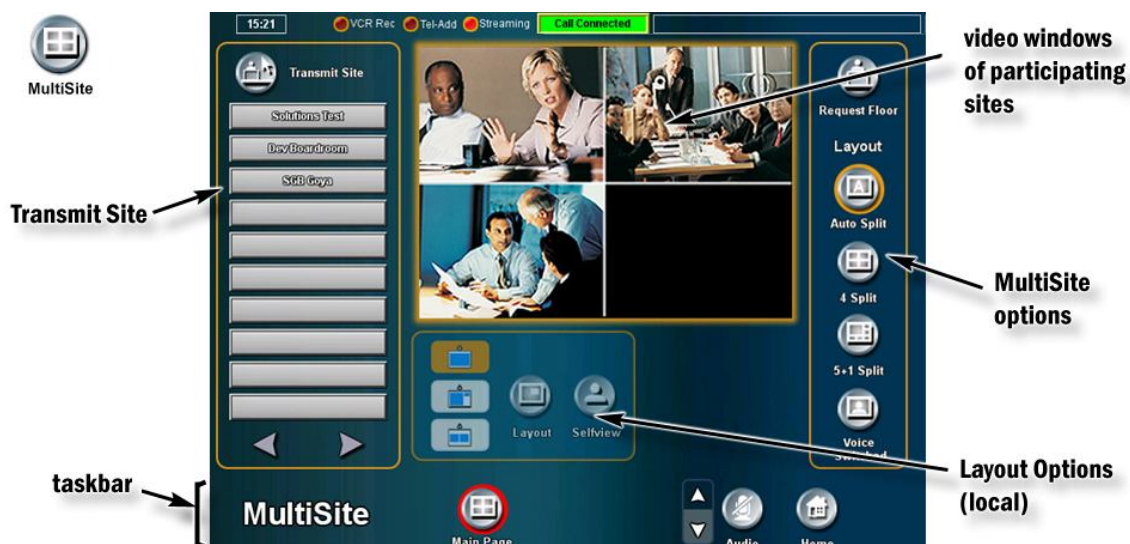 MultiSite
15:21
VCR Rec
Tel-Add
Streaming
Call Connected
Transmit Site
Solutions Test
Dev Boardroom
SGB Goya
Request Floor
Layout
Auto Split
4 Split
5+1 Split
Voice
Switched
Layout
Selfview
MultiSite
Main Page
Audio
Home
Transmit Site
taskbar
video windows
of participating
sites
MultiSite
options
Layout Options
(local)